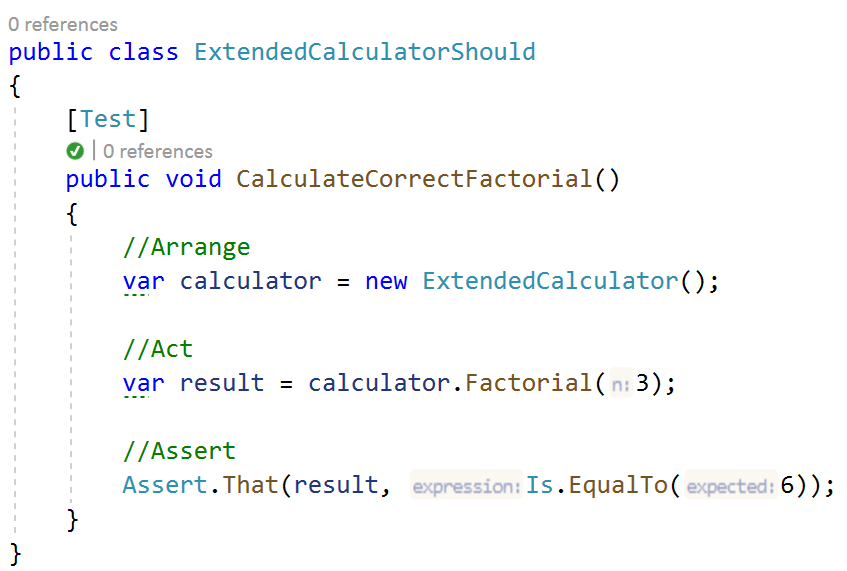 0 references
public class ExtendedCalculatorShould
{
[Test]
| 0 references
public void CalculateCorrectFactorial()
{
//Arrange
var calculator = new ExtendedCalculator();
//Act
var result = calculator.Factorial(n:3);
//Assert
Assert.That(result, expression:Is.EqualTo(expected:6));
}
}